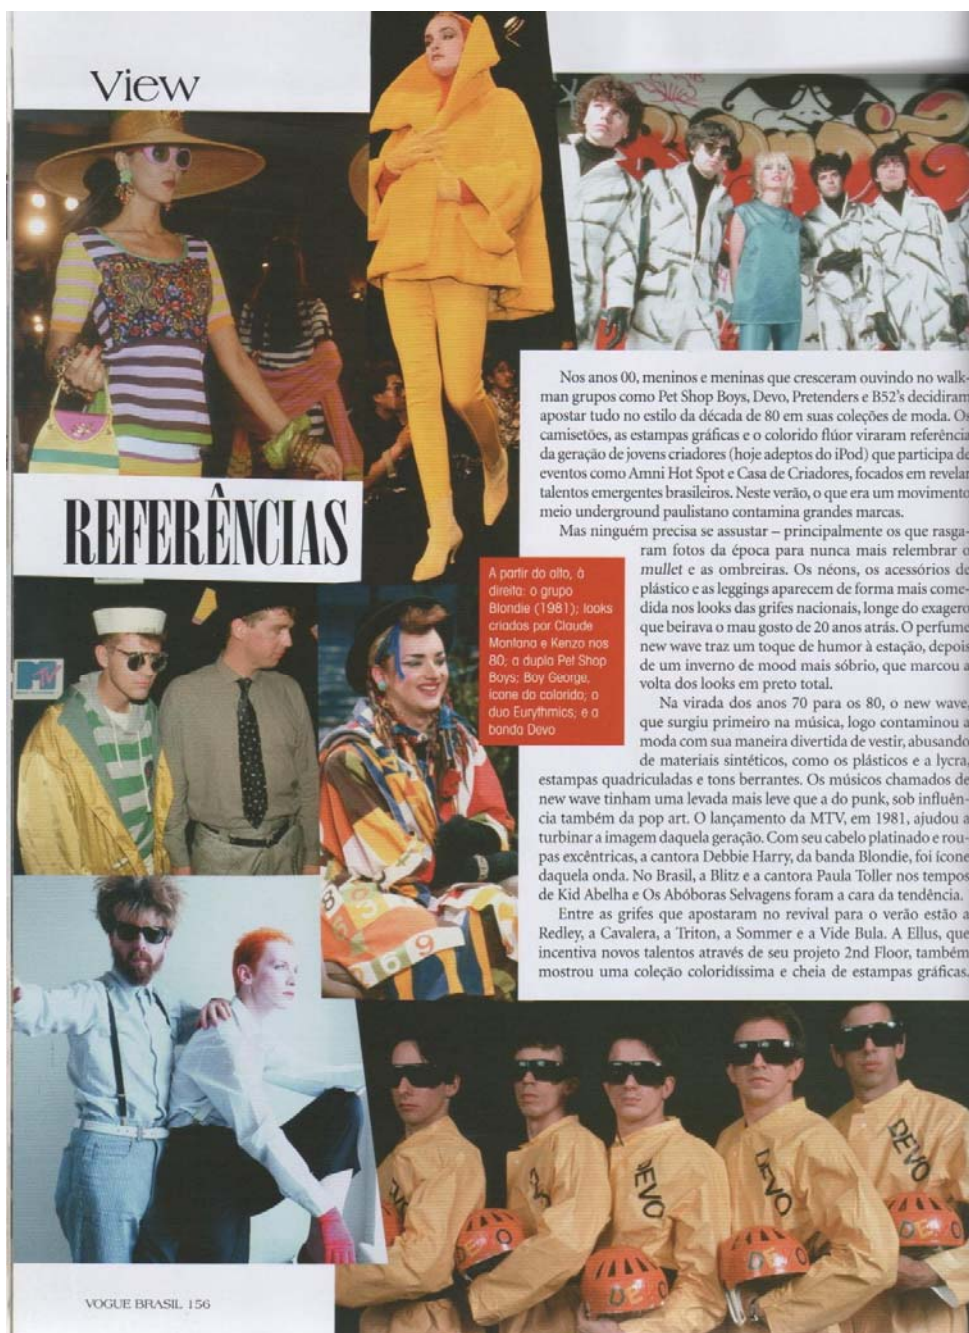 View
REFERÊNCIAS
Nos anos 00, meninos e meninas que cresceram ouvindo no walk-
man grupos como Pet Shop Boys, Devo, Pretenders e B52's decidiram
apostar tudo no estilo da década de 80 em suas coleções de moda. Os
camisetões, as estampas gráficas e o colorido flúor viraram referência
da geração de jovens criadores (hoje adeptos do iPod) que participa de
eventos como Amni Hot Spot e Casa de Criadores, focados em revelar
talentos emergentes brasileiros. Neste verão, o que era um movimento
meio underground paulistano contamina grandes marcas.
Mas ninguém precisa se assustar – principalmente os que rasga-
ram fotos da época para nunca mais relembrar o
mullet e as ombreiras. Os néons, os acessórios de
plástico e as leggings aparecem de forma mais come-
dida nos looks das grifes nacionais, longe do exagero
que beirava o mau gosto de 20 anos atrás. O perfume
new wave traz um toque de humor à estação, depois
de um inverno de mood mais sóbrio, que marcou a
volta dos looks em preto total.
Na virada dos anos 70 para os 80, o new wave,
que surgiu primeiro na música, logo contaminou a
moda com sua maneira divertida de vestir, abusando
de materiais sintéticos, como os plásticos e a lycra,
estampas quadriculadas e tons berrantes. Os músicos chamados de
new wave tinham uma levada mais leve que a do punk, sob influên-
cia também da pop art. O lançamento da MTV, em 1981, ajudou a
turbinar a imagem daquela geração. Com seu cabelo platinado e rou-
pas excêntricas, a cantora Debbie Harry, da banda Blondie, foi ícone
daquela onda. No Brasil, a Blitz e a cantora Paula Toller nos tempos
de Kid Abelha e Os Abóboras Selvagens foram a cara da tendência.
Entre as grifes que apostaram no revival para o verão estão a
Redley, a Cavalera, a Triton, a Sommer e a Vide Bula. A Ellus, que
incentiva novos talentos através de seu projeto 2nd Floor, também
mostrou uma coleção coloridíssima e cheia de estampas gráficas.
A partir do alto, à
direita: o grupo
Blondie (1981); looks
criados por Claude
Montana e Kenzo nos
80; a dupla Pet Shop
Boys; Boy George,
ícone do colorido; o
duo Eurythmics; e a
banda Devo
MTV
DEVO
DEVO
DEVO
VOGUE BRASIL 156